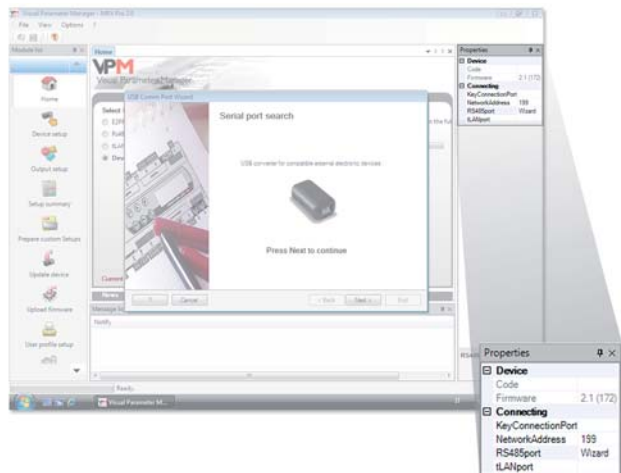 Visual Parameter Manager - MPX Pro 2.0
File View Options ?
Module list
Home
Device setup
Output setup
Setup summary
Prepare custom Setups
Update device
Upload firmware
User profile setup
Home
VPM
Visual Parameter Manager
Select
Current
News
Message
Notify
Ready.
Visual Parameter M...
USB Comm Port Wizard
Serial port search
USB converter for compatible external electronic devices
Press Next to continue
?
Cancel
< Back
Next >
Properties
Device
Code
Firmware 2.1 (172)
Connecting
KeyConnectionPort
NetworkAddress 199
RS485port Wizard
tLANport
Properties
Device
Code
Firmware 2.1 (172)
Connecting
KeyConnectionPort
NetworkAddress 199
RS485port Wizard
tLANport